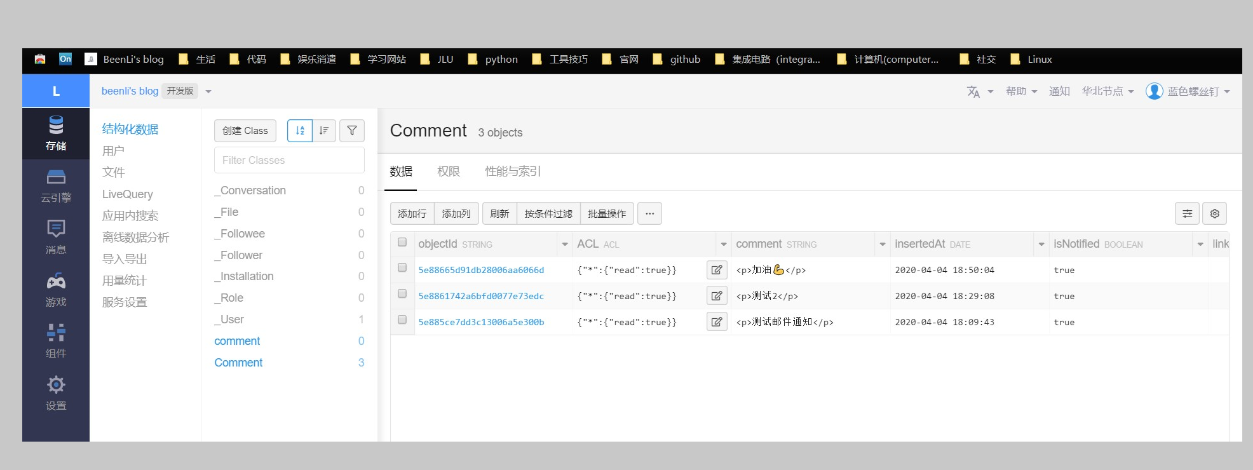 On BeenLi's blog 生活 代码 娱乐消遣 学习网站 JLU python 工具技巧 官网 github 集成电路（integra... 计算机(computer... 社交 Linux
L beenli's blog 开发版 帮助 通知 华北节点 蓝色螺丝钉
存储
云引擎
消息
游戏
组件
设置
结构化数据
用户
文件
LiveQuery
应用内搜索
离线数据分析
导入导出
用量统计
服务设置
创建 Class
Filter Classes
_Conversation 0
_File 0
_Followee 0
_Follower 0
_Installation 0
_Role 0
_User 1
comment 0
Comment 3
Comment 3 objects
数据 权限 性能与索引
添加行 添加列 刷新 按条件过滤 批量操作 ...
objectId STRING ACL ACL comment STRING insertedAt DATE isNotified BOOLEAN link
5e88665d91db28006aa6066d {"*":{"read":true}} <p>加油💪</p> 2020-04-04 18:50:04 true
5e8861742a6bfd0077e73edc {"*":{"read":true}} <p>测试2</p> 2020-04-04 18:29:08 true
5e885ce7dd3c13006a5e300b {"*":{"read":true}} <p>测试邮件通知</p> 2020-04-04 18:09:43 true